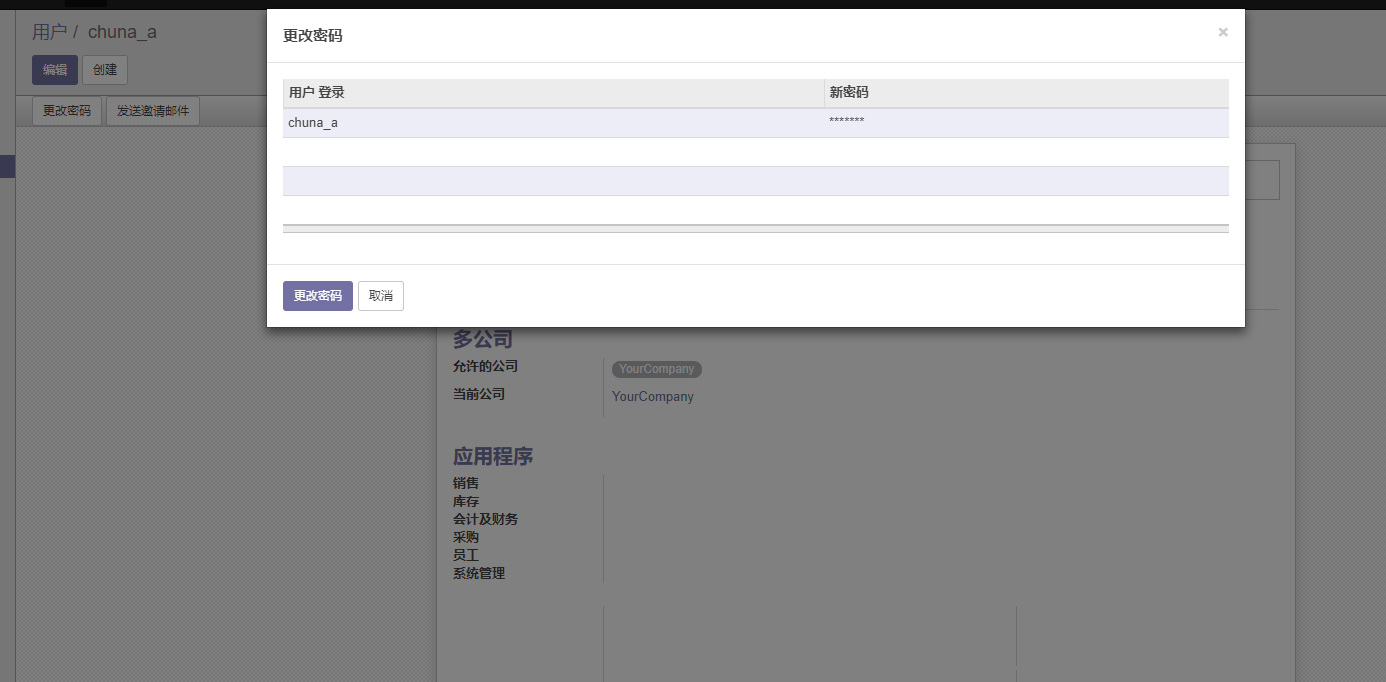 用户 / chuna_a
编辑 创建
更改密码 发送邀请邮件
更改密码 ×
用户 登录 新密码
chuna_a *******
更改密码 取消
多公司
允许的公司 YourCompany
当前公司 YourCompany
应用程序
销售
库存
会计及财务
采购
员工
系统管理